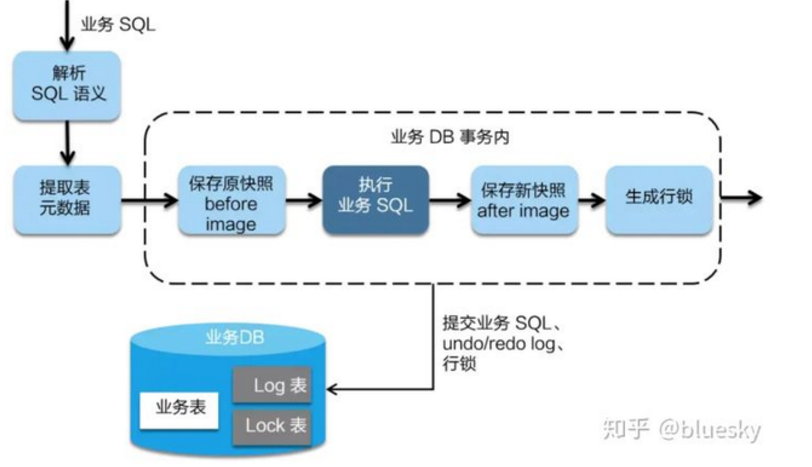 业务 SQL
解析
SQL 语义
业务 DB 事务内
提取表
元数据
保存原快照
before
image
执行
业务 SQL
保存新快照
after image
生成行锁
提交业务 SQL、
undo/redo log、
行锁
业务DB
业务表
Log 表
Lock 表
知乎 @bluesky